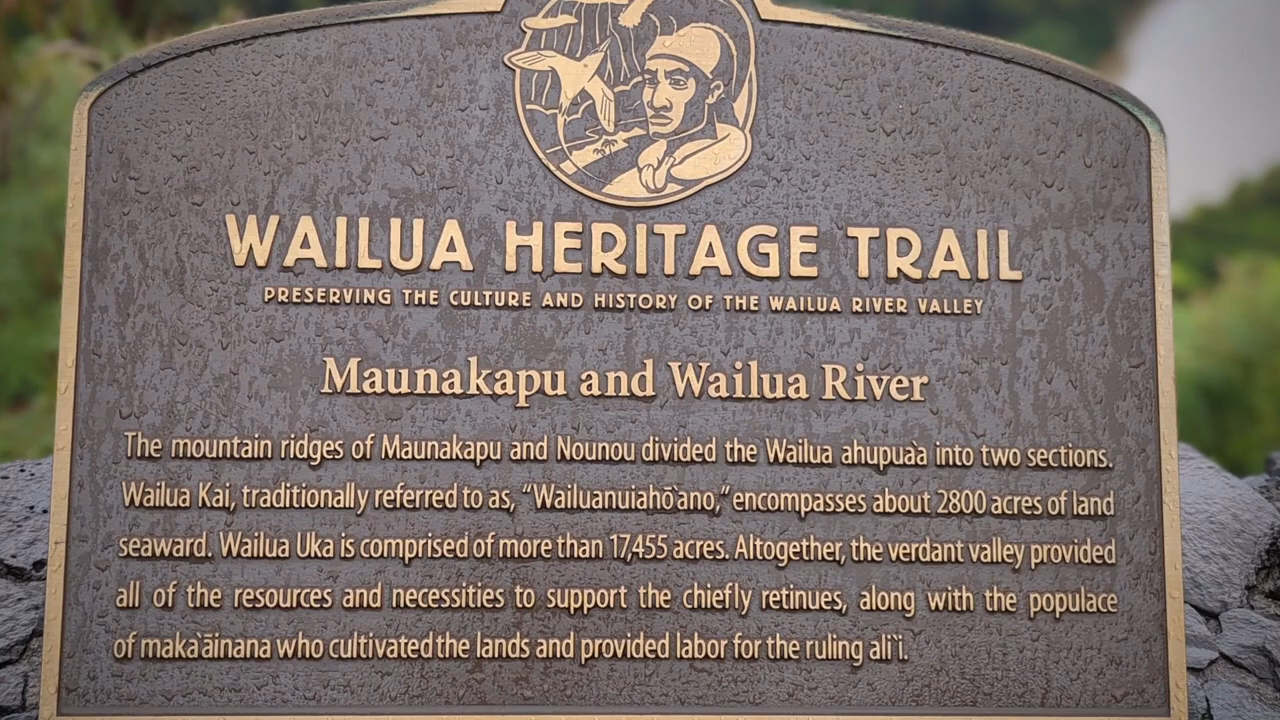 WAILUA HERITAGE TRAIL
PRESERVING THE CULTURE AND HISTORY OF THE WAILUA RIVER VALLEY
Maunakapu and Wailua River
The mountain ridges of Maunakapu and Nounou divided the Wailua ahupuàa into two sections.
Wailua Kai, traditionally referred to as, “Wailuanuiahō`ano,” encompasses about 2800 acres of land
seaward. Wailua Uka is comprised of more than 17,455 acres. Altogether, the verdant valley provided
all of the resources and necessities to support the chiefly retinues, along with the populace
of maka`āinana who cultivated the lands and provided labor for the ruling ali`i.